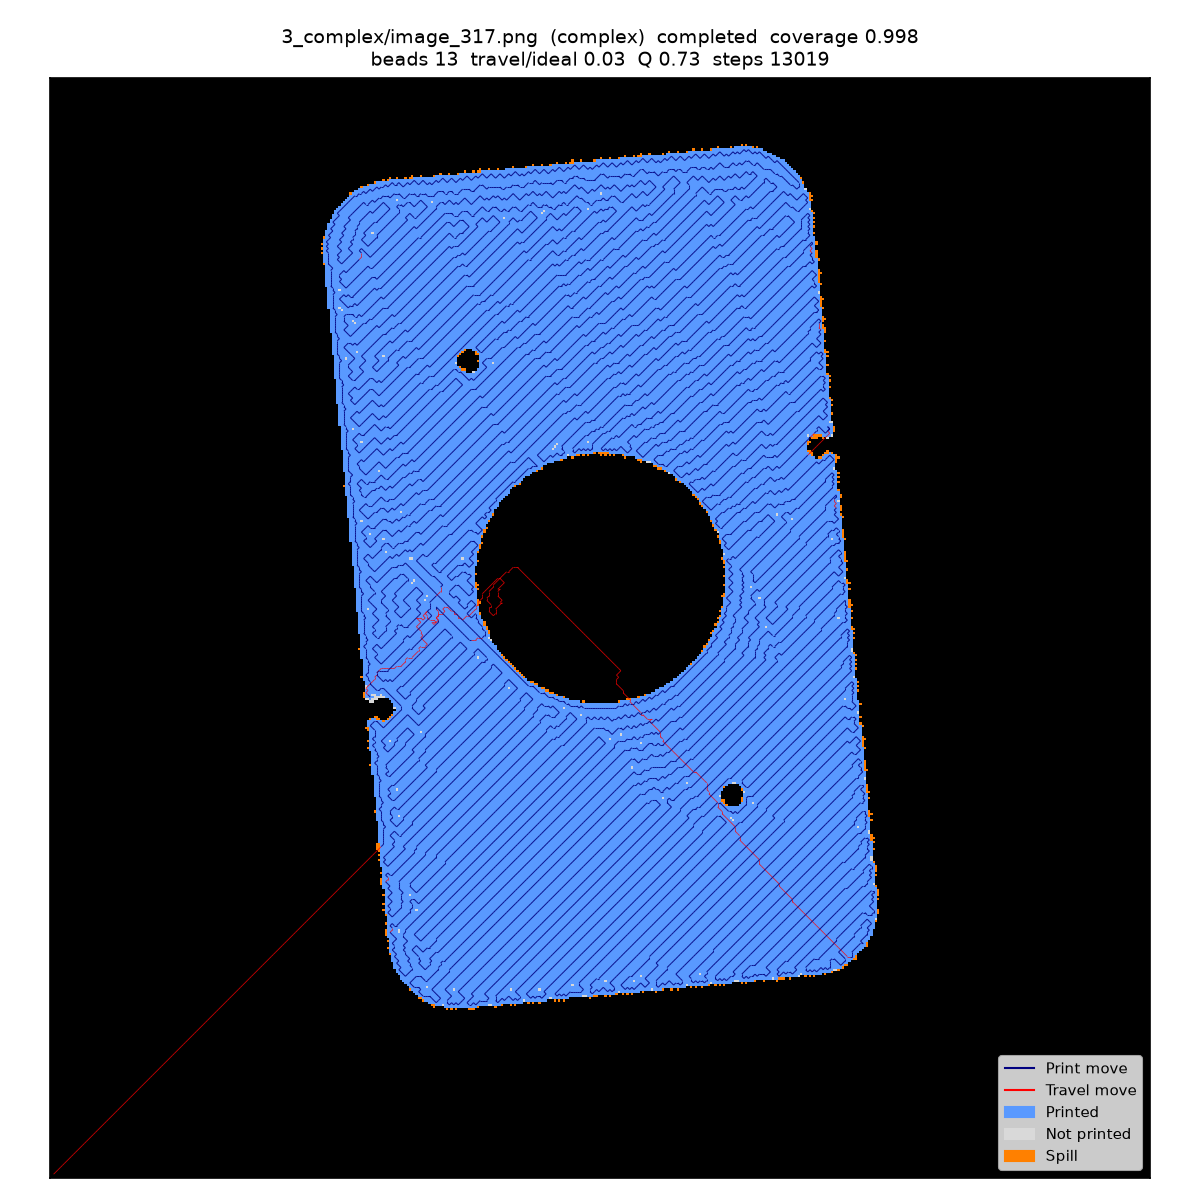 3_complex/image_317.png  (complex)  completed  coverage 0.998
beads 13  travel/ideal 0.03  Q 0.73  steps 13019
Print move
Travel move
Printed
Not printed
Spill